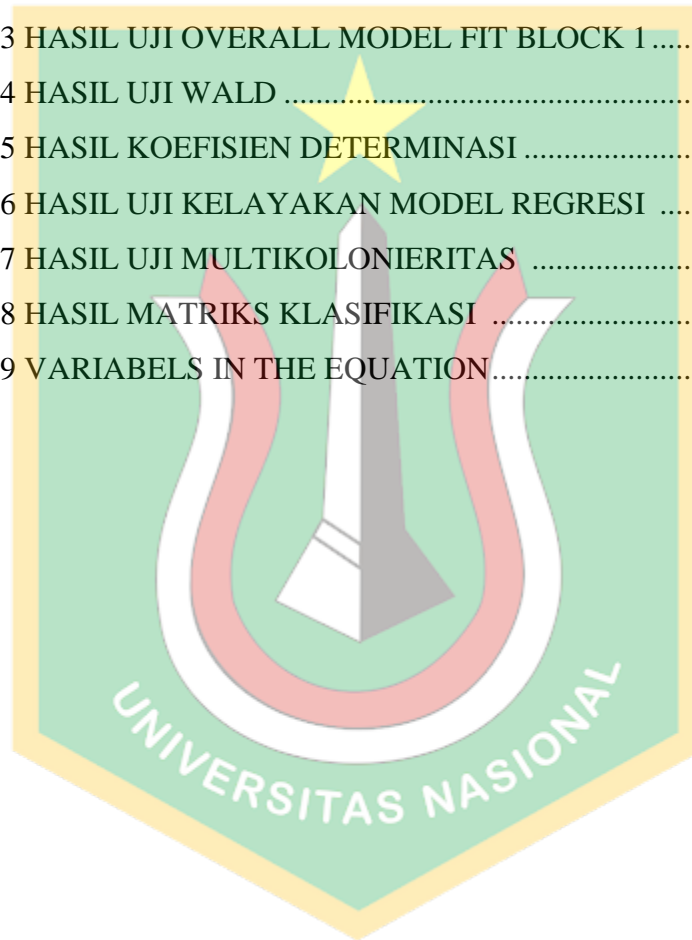 3 HASIL UJI OVERALL MODEL FIT BLOCK 1.....
4 HASIL UJI WALD ..................................................
5 HASIL KOEFISIEN DETERMINASI .....................
6 HASIL UJI KELAYAKAN MODEL REGRESI ....
7 HASIL UJI MULTIKOLONIERITAS ....................
8 HASIL MATRIKS KLASIFIKASI .........................
9 VARIABELS IN THE EQUATION.........................
UNIVERSITAS NASIONAL